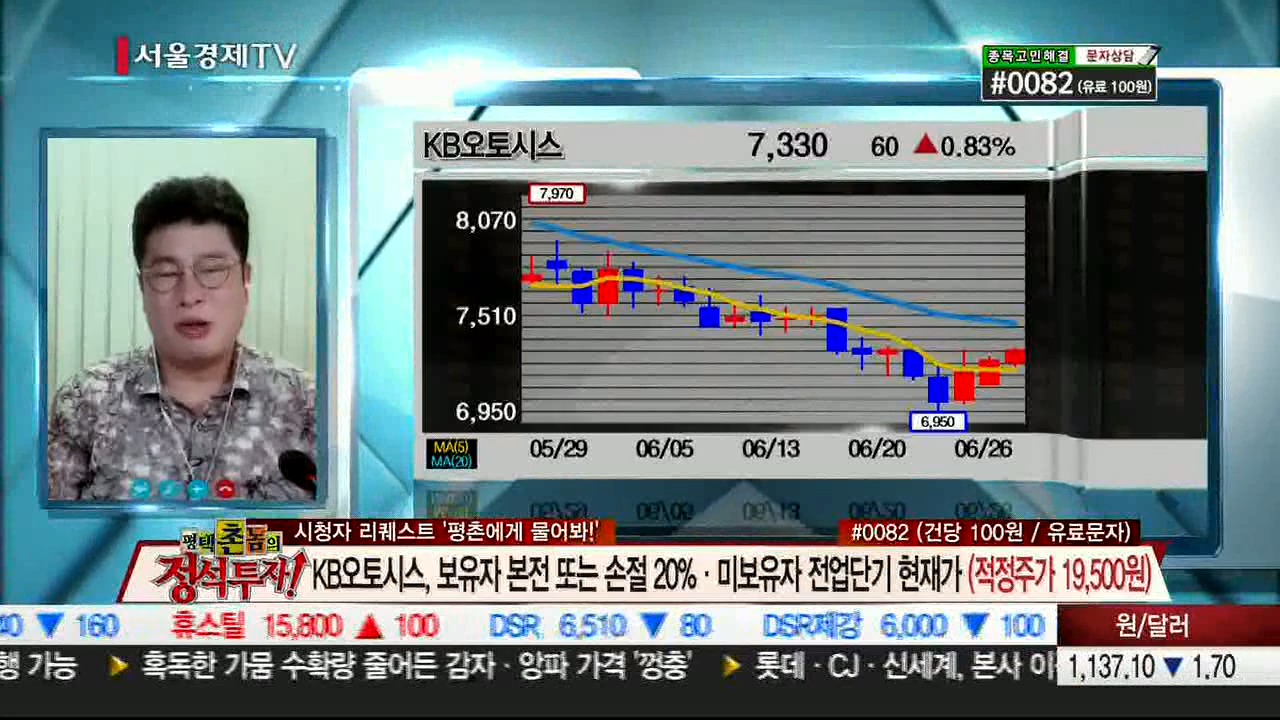 서울경제TV
종목고민해결 문자상담
#0082 (유료 100원)
KB오토시스 7,330 60 ▲0.83%
7,970
8,070
7,510
6,950
6,950
MA(5)
MA(20)
05/29 06/05 06/13 06/20 06/26
평택촌놈의 정석투자!
시청자 리퀘스트 '평촌에게 물어봐!'
#0082 (건당 100원 / 유료문자)
KB오토시스, 보유자 본전 또는 손절 20% · 미보유자 전업단기 현재가 (적정주가 19,500원)
▼ 160 휴스틸 15,800 ▲ 100 DSR 6,510 ▼ 80 DSR제강 6,000 ▼ 100
원/달러
1,137.10 ▼ 1.70
행 가능 ▶ 혹독한 가뭄 수확량 줄어든 감자 · 양파 가격 '껑충' ▶ 롯데 · CJ · 신세계, 본사 이